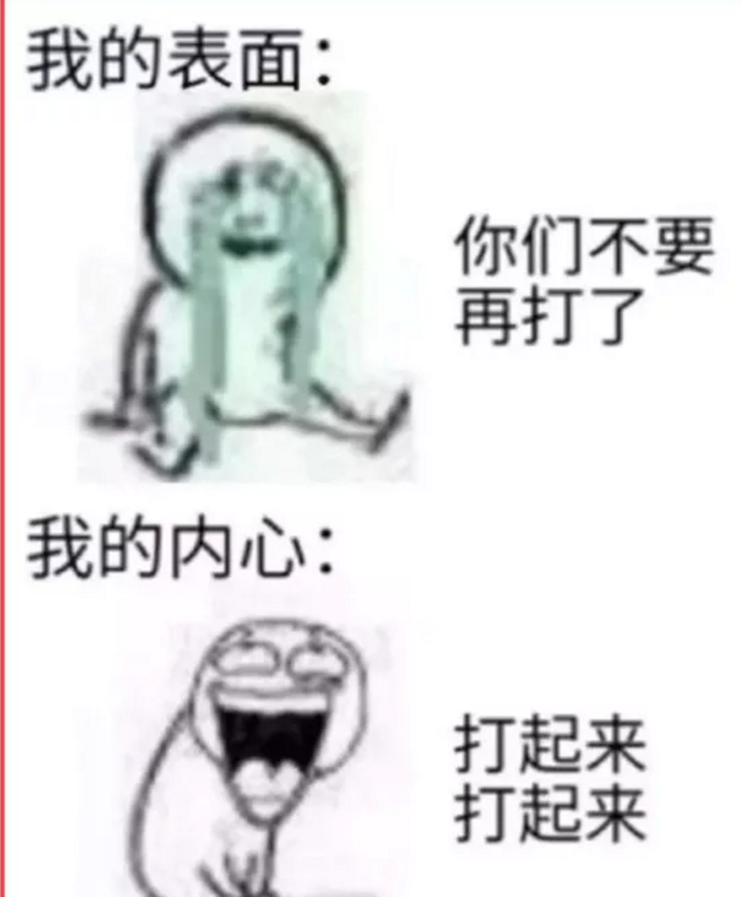 我的表面：
你们不要
再打了
我的内心：
打起来
打起来